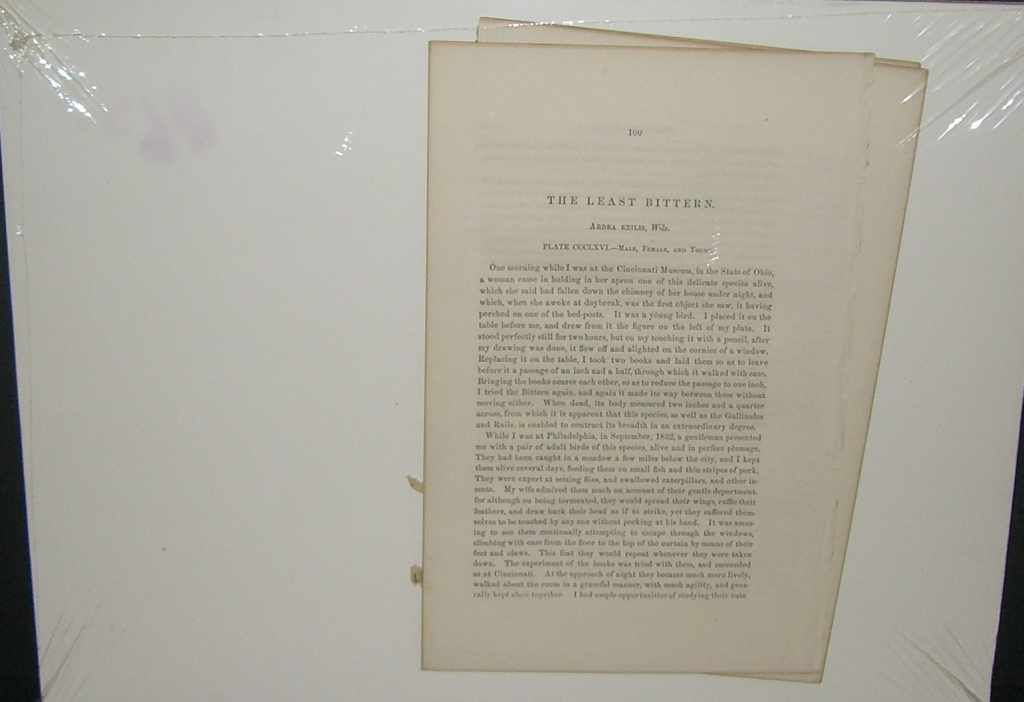 100
THE LEAST BITTERN.
Ardea exilis, Wils.
PLATE CCCLXVI.—Male, Female, and Young.
One morning while I was at the Cincinnati Museum, in the State of Ohio,
a woman came in holding in her apron one of this delicate species alive,
which she said had fallen down the chimney of her house under night, and
which, when she awoke at daybreak, was the first object she saw, it having
perched on one of the bed-posts. It was a young bird. I placed it on the
table before me, and drew from it the figure on the left of my plate. It
stood perfectly still for two hours, but on my touching it with a pencil, after
my drawing was done, it flew off and alighted on the cornice of a window.
Replacing it on the table, I took two books and laid them so as to leave
before it a passage of an inch and a half, through which it walked with ease.
Bringing the books nearer each other, so as to reduce the passage to one inch,
I tried the Bittern again, and again it made its way between them without
moving either. When dead, its body measured two inches and a quarter
across, from which it is apparent that this species, as well as the Gallinules
and Rails, is enabled to contract its breadth in an extraordinary degree.
While I was at Philadelphia, in September, 1832, a gentleman presented
me with a pair of adult birds of this species, alive and in perfect plumage.
They had been caught in a meadow a few miles below the city, and I kept
them alive several days, feeding them on small fish and thin stripes of pork.
They were expert at seizing flies, and swallowed caterpillars, and other in-
sects. My wife admired them much on account of their gentle deportment,
for although on being tormented, they would spread their wings, ruffle their
feathers, and draw back their head as if to strike, yet they suffered them-
selves to be touched by any one without pecking at his hand. It was amus-
ing to see them continually attempting to escape through the windows,
climbing with ease from the floor to the top of the curtain by means of their
feet and claws. This feat they would repeat whenever they were taken
down. The experiment of the books was tried with them, and succeeded
as at Cincinnati. At the approach of night they became much more lively,
walked about the room in a graceful manner, with much agility, and gene-
rally kept close together. I had ample opportunities of studying their